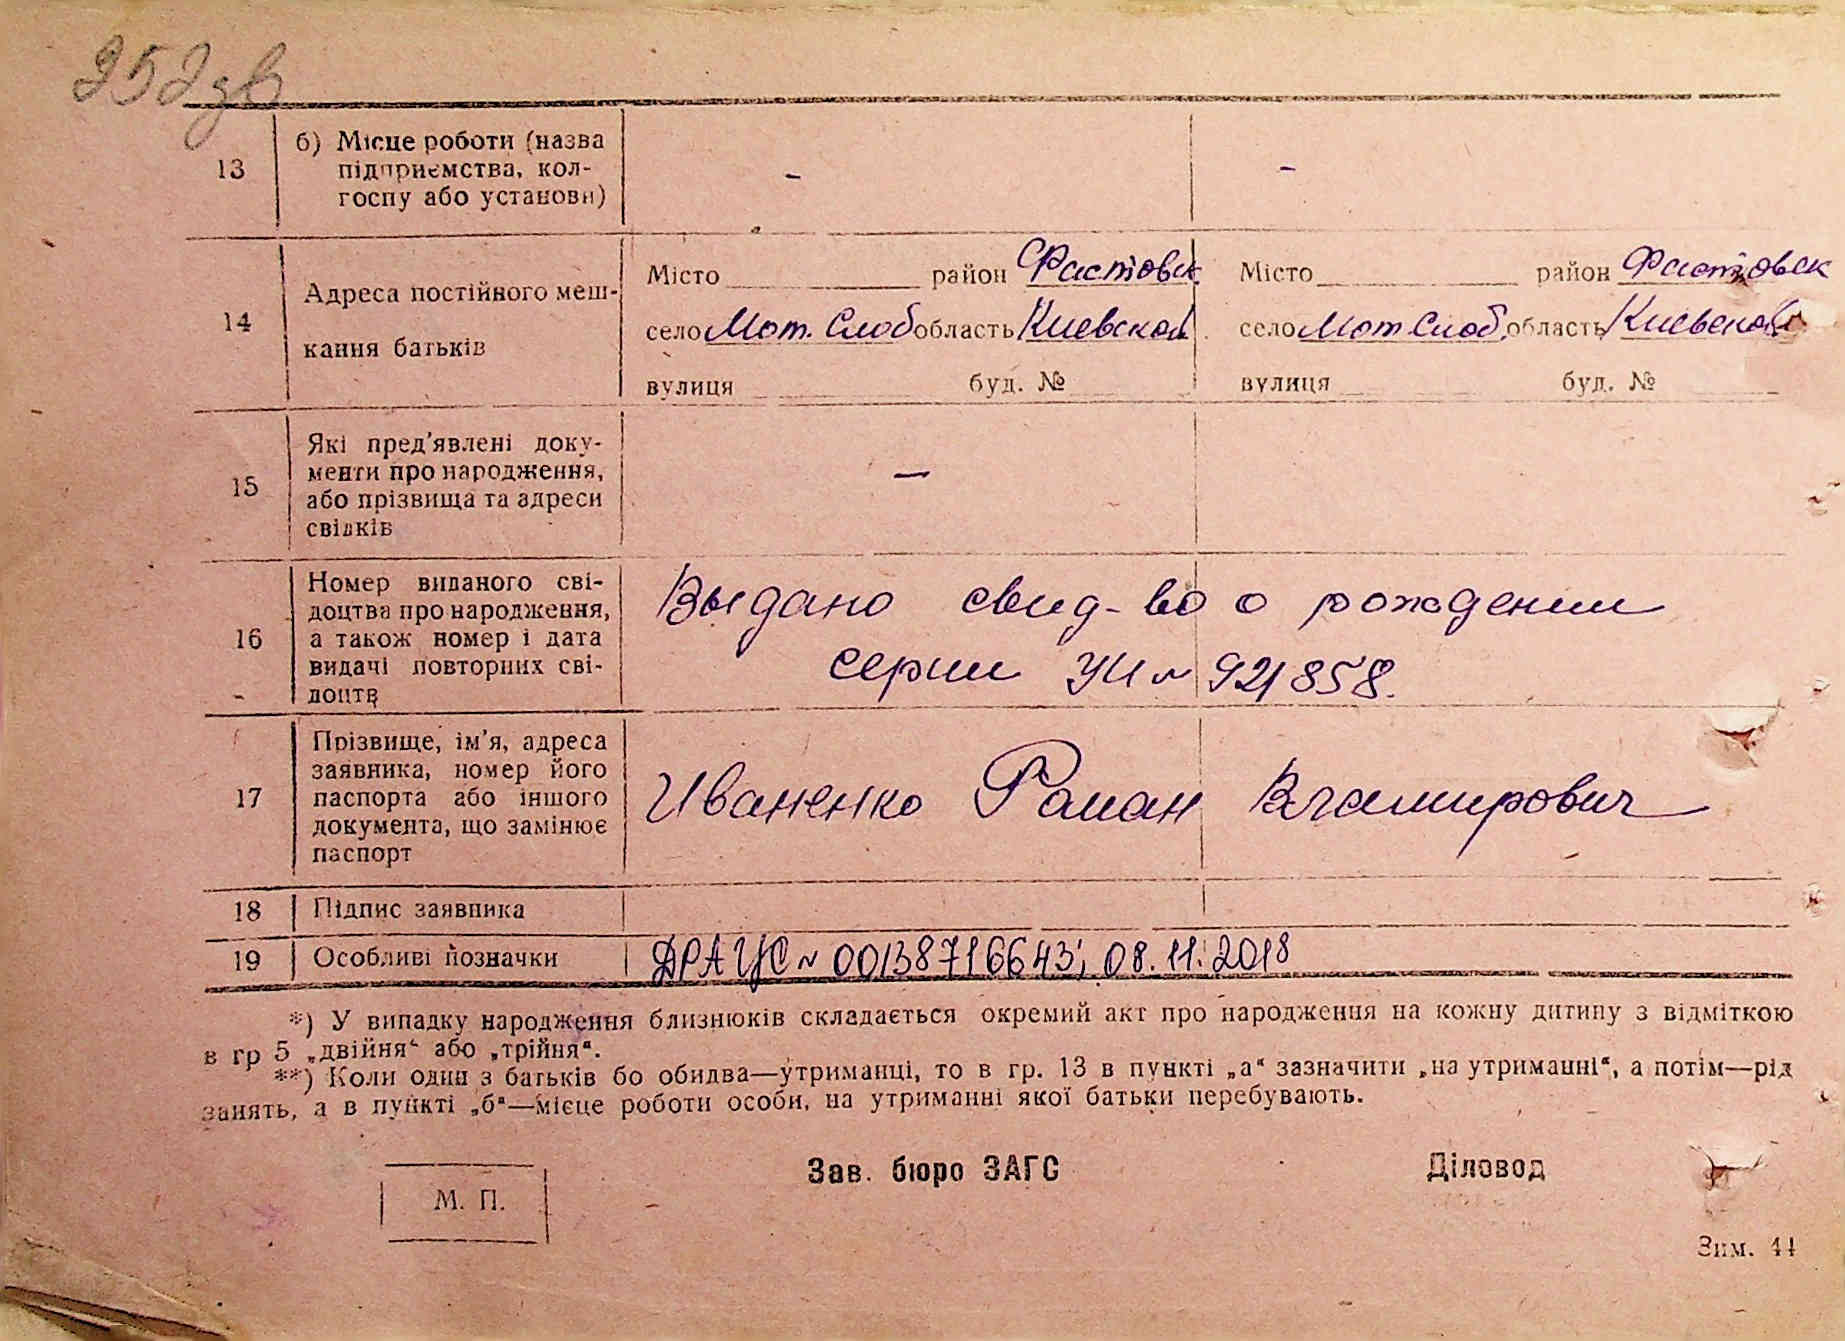 252 зв
13 б) Місце роботи (назва підприємства, колгоспу або установи) - -
14 Адреса постійного мешкання батьків
Місто район Фастовск Місто район Фастовск
село Мот. Слоб область Киевской село Мот Слоб. область Киевской
вулиця буд. № вулиця буд. №
15 Які пред'явлені доку-
менти про народження,
або прізвища та адреси
свідків —
16 Номер виданого сві-
доцтва про народження,
а також номер і дата
видачі повторних сві-
доцтв
Выдано свид-во о рождении
серии УИ № 921858.
17 Прізвище, ім'я, адреса
заявника, номер його
паспорта або іншого
документа, що замінює
паспорт
Иваненко Роман Владимирович
18 Підпис заявника
19 Особливі позначки ДРАЦС № 00138716643; 08.11.2018
*) У випадку народження близнюків складається окремий акт про народження на кожну дитину з відміткою
в гр 5 „двійня“ або „трійня“.
**) Коли один з батьків бо обидва—утриманці, то в гр. 13 в пункті „а“ зазначити „на утриманні“, а потім—рід
занять, а в пункті „б“—місце роботи особи, на утриманні якої батьки перебувають.
Зав. бюро ЗАГС Діловод
М. П.
Зим. 44